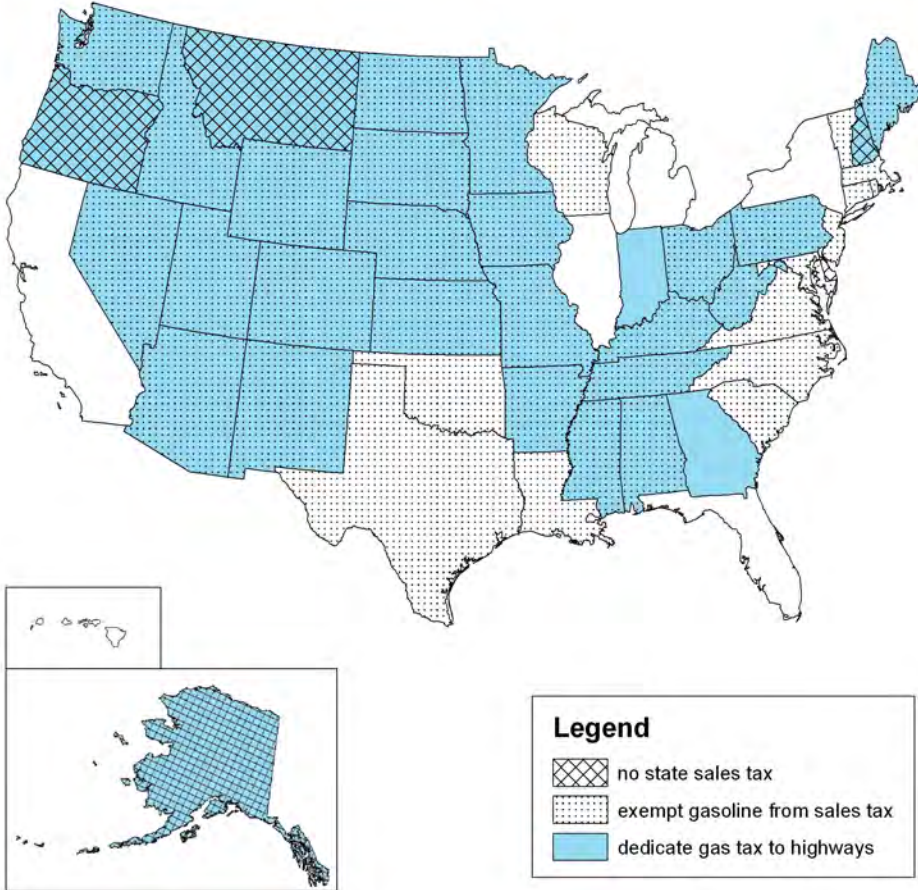 Legend
no state sales tax
exempt gasoline from sales tax
dedicate gas tax to highways